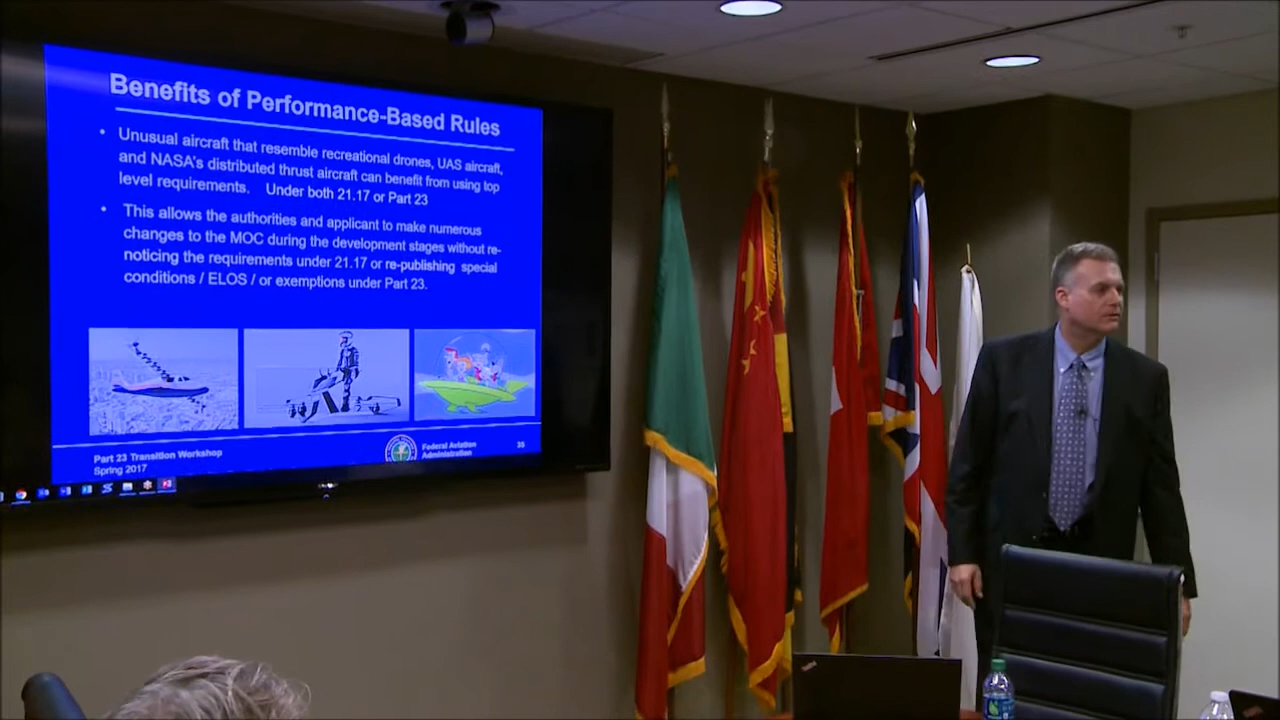 Benefits of Performance-Based Rules
• Unusual aircraft that resemble recreational drones, UAS aircraft,
and NASA's distributed thrust aircraft can benefit from using top
level requirements. Under both 21.17 or Part 23
• This allows the authorities and applicant to make numerous
changes to the MOC during the development stages without re-
noticing the requirements under 21.17 or re-publishing special
conditions / ELOS / or exemptions under Part 23.
Part 23 Transition Workshop
Spring 2017
Federal Aviation
Administration
35